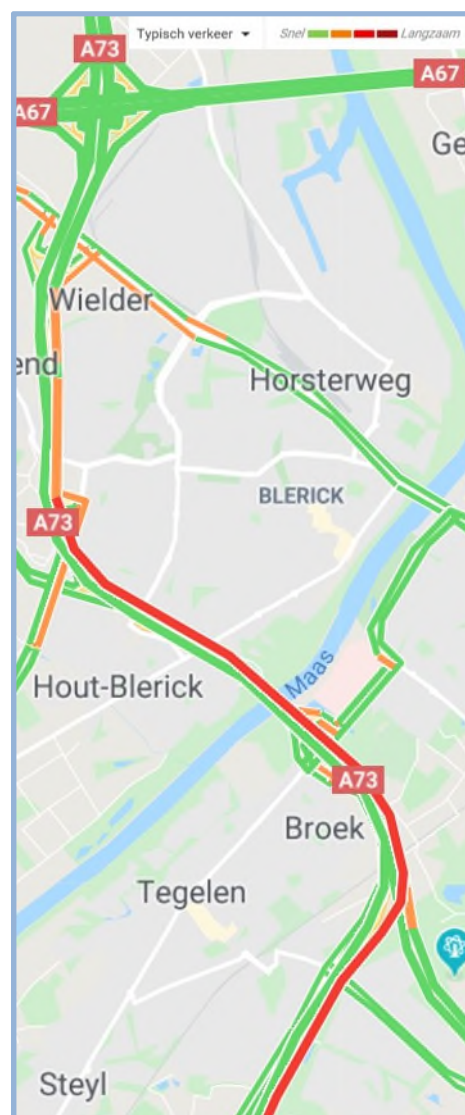 Typisch verkeer
Snel
Langzaam
A73
A67
A67
Ge
Wielder
end
Horsterweg
BLERICK
A73
Maas
Hout-Blerick
A73
Broek
Tegelen
Steyl